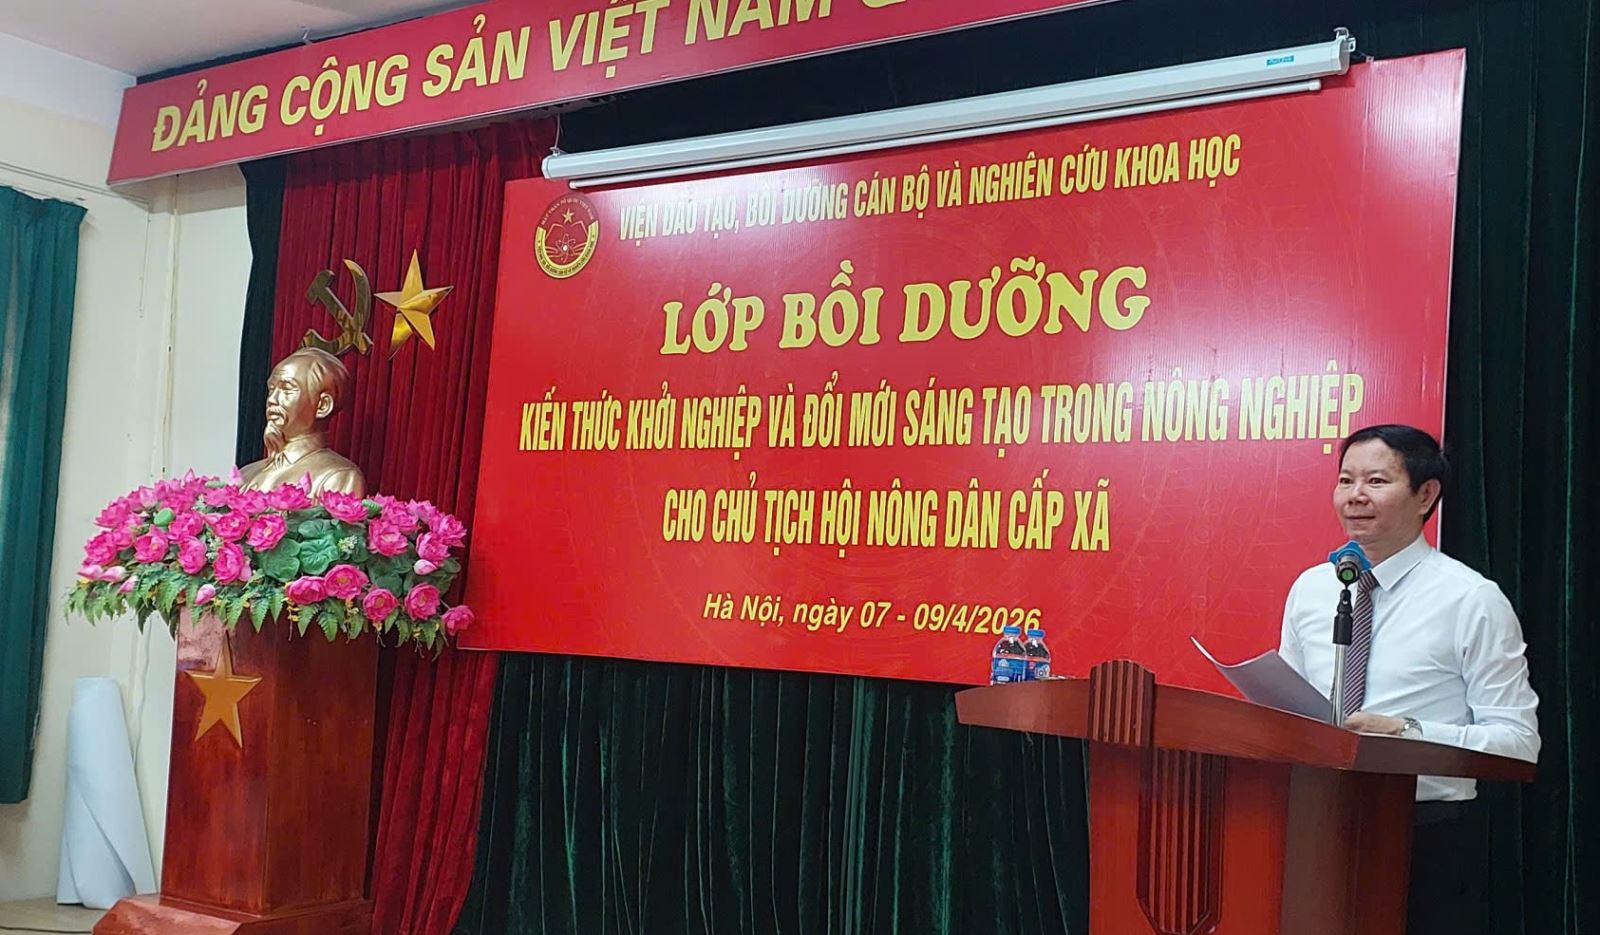 ĐẢNG CỘNG SẢN VIỆT NAM
VIỆN ĐÀO TẠO, BỒI DƯỠNG CÁN BỘ VÀ NGHIÊN CỨU KHOA HỌC
LỚP BỒI DƯỠNG
KIẾN THỨC KHỞI NGHIỆP VÀ ĐỔI MỚI SÁNG TẠO TRONG NÔNG NGHIỆP
CHO CHỦ TỊCH HỘI NÔNG DÂN CẤP XÃ
Hà Nội, ngày 07 - 09/4/2026